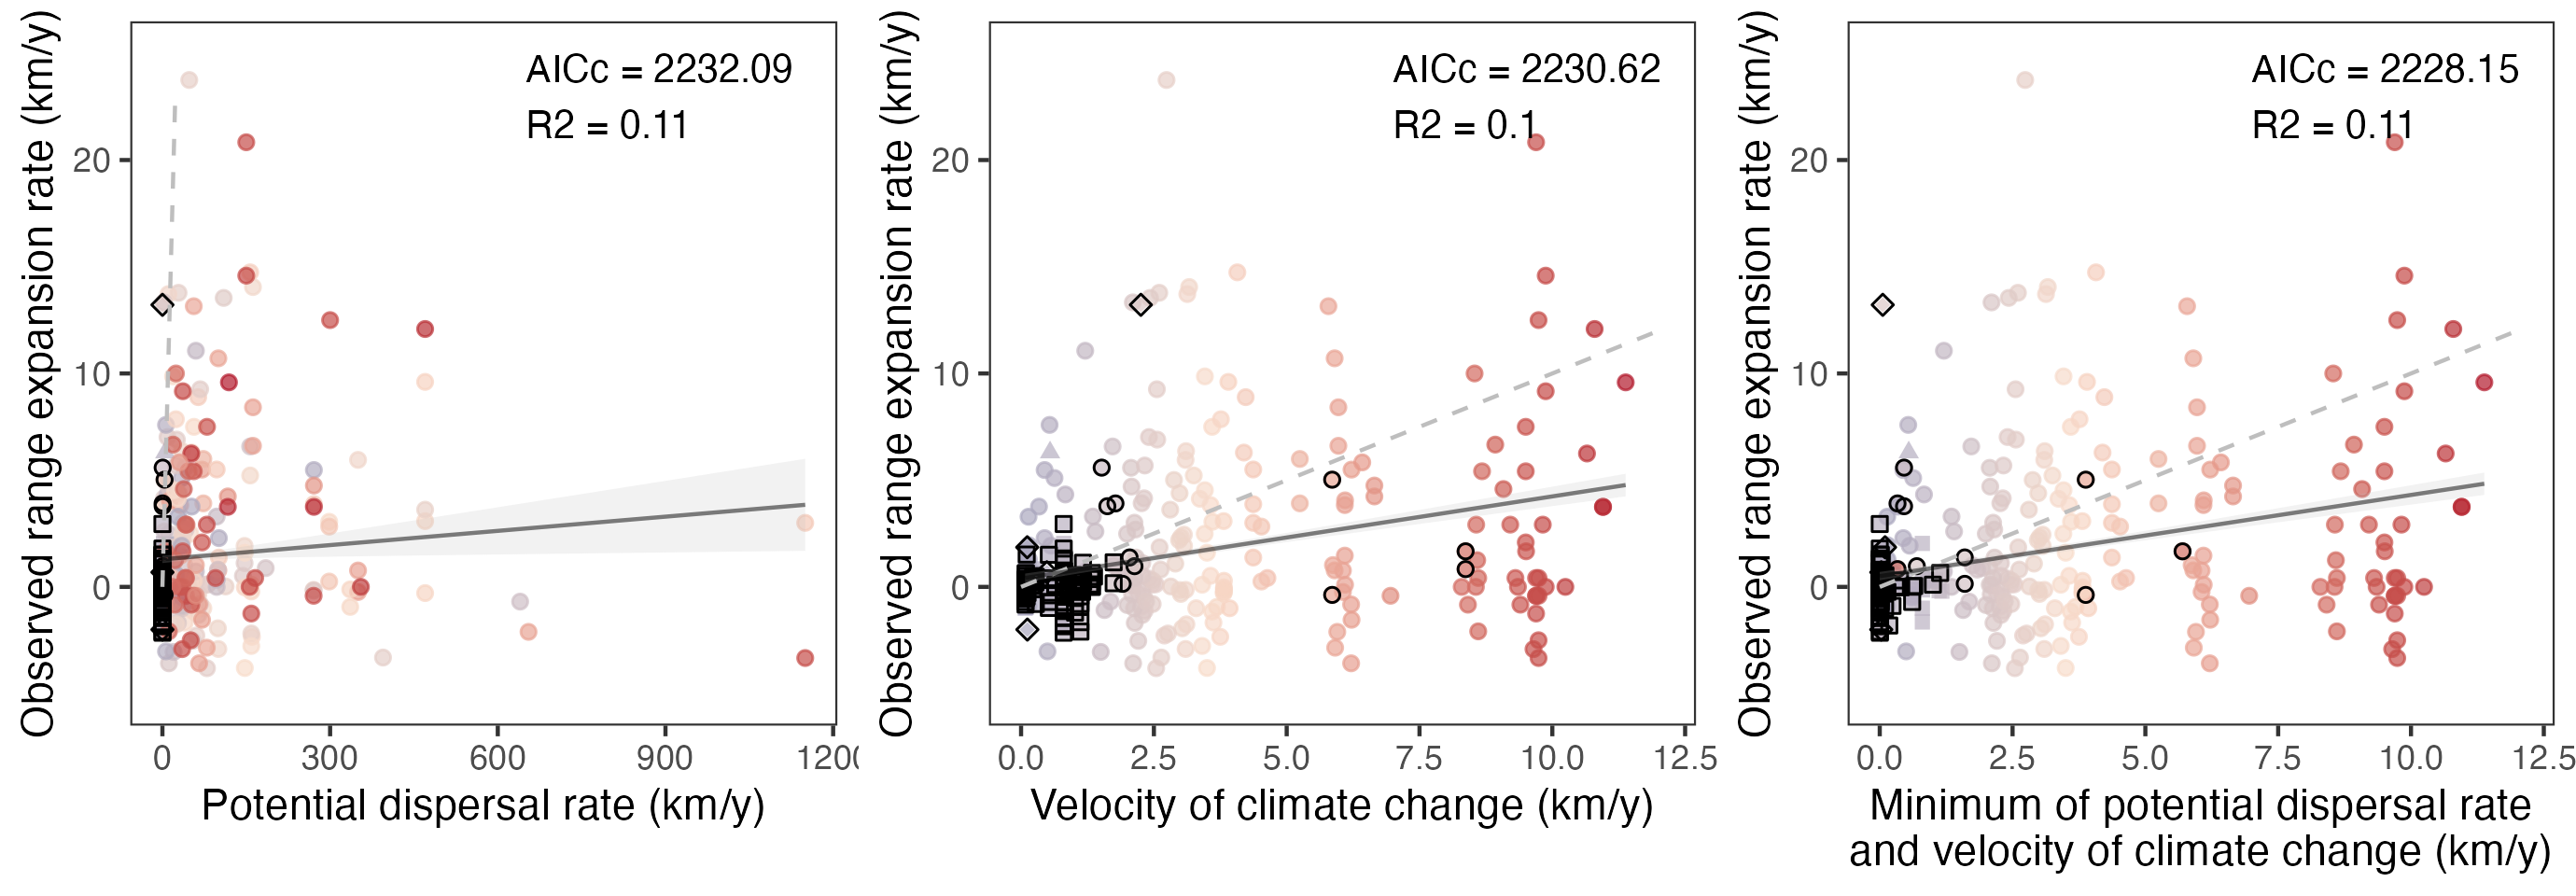 Observed range expansion rate (km/y)
AICc = 2232.09
R2 = 0.11
20
10
0
0 300 600 900 120
Potential dispersal rate (km/y)
Observed range expansion rate (km/y)
AICc = 2230.62
R2 = 0.1
20
10
0
0.0 2.5 5.0 7.5 10.0 12.5
Velocity of climate change (km/y)
Observed range expansion rate (km/y)
AICc = 2228.15
R2 = 0.11
20
10
0
0.0 2.5 5.0 7.5 10.0 12.5
Minimum of potential dispersal rate
and velocity of climate change (km/y)